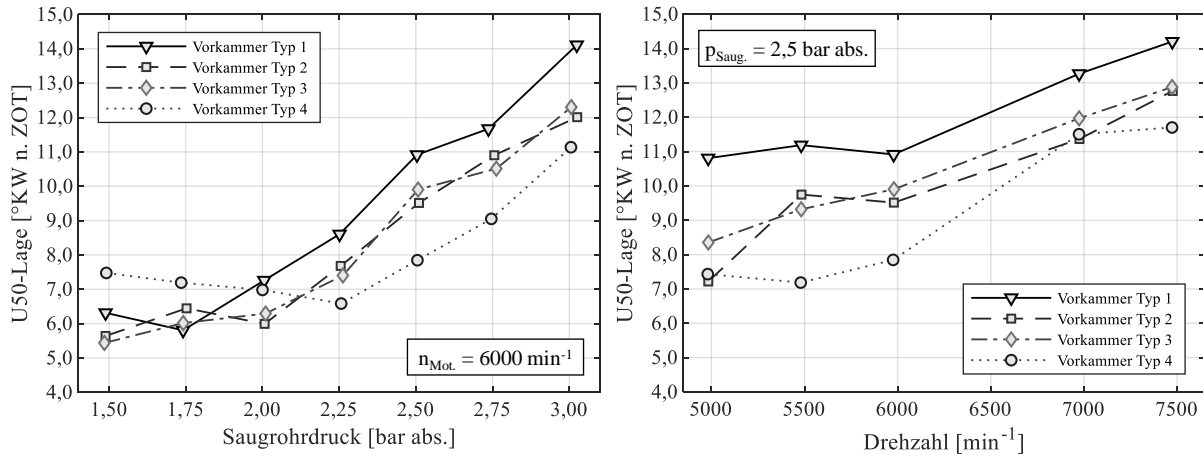 15,0
14,0
13,0
12,0
11,0
10,0
9,0
8,0
7,0
6,0
5,0
4,0
U50-Lage [°KW n. ZOT]
Vorkammer Typ 1
Vorkammer Typ 2
Vorkammer Typ 3
Vorkammer Typ 4
nMot. = 6000 min-1
1,50 1,75 2,00 2,25 2,50 2,75 3,00
Saugrohrdruck [bar abs.]
15,0
14,0
13,0
12,0
11,0
10,0
9,0
8,0
7,0
6,0
5,0
4,0
U50-Lage [°KW n. ZOT]
pSaug. = 2,5 bar abs.
Vorkammer Typ 1
Vorkammer Typ 2
Vorkammer Typ 3
Vorkammer Typ 4
5000 5500 6000 6500 7000 7500
Drehzahl [min-1]